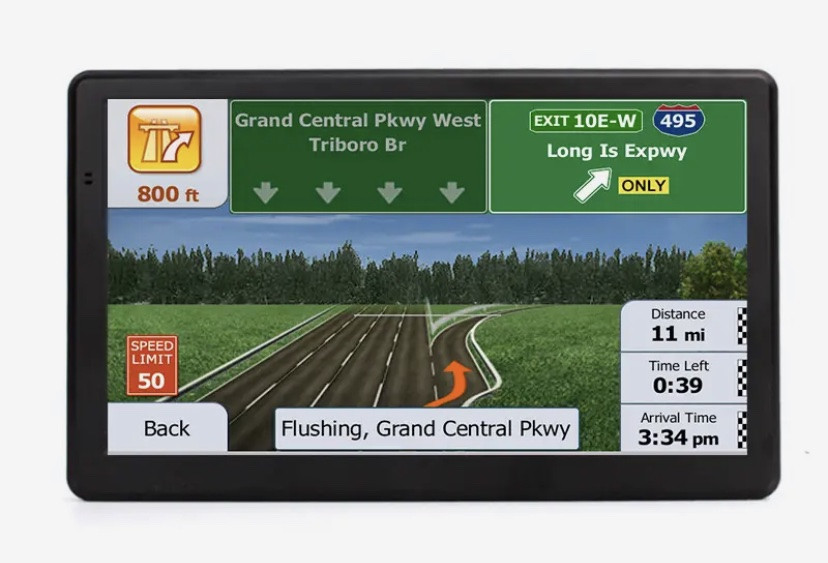 800 ft
Grand Central Pkwy West
Triboro Br
EXIT 10E-W 495
Long Is Expwy
ONLY
SPEED
LIMIT
50
Distance
11 mi
Time Left
0:39
Arrival Time
3:34 pm
Back
Flushing, Grand Central Pkwy